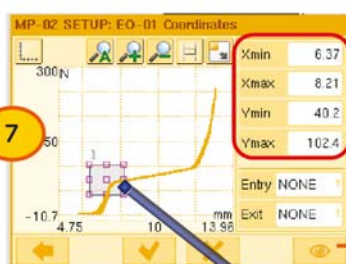 MP-02 SETUP: EO-01 Coordinates
Xmin 6.37
Xmax 8.21
Ymin 40.2
Ymax 102.4
Entry NONE
Exit NONE
300 N
50
1
-10.7
4.75 10 13.96
mm
7